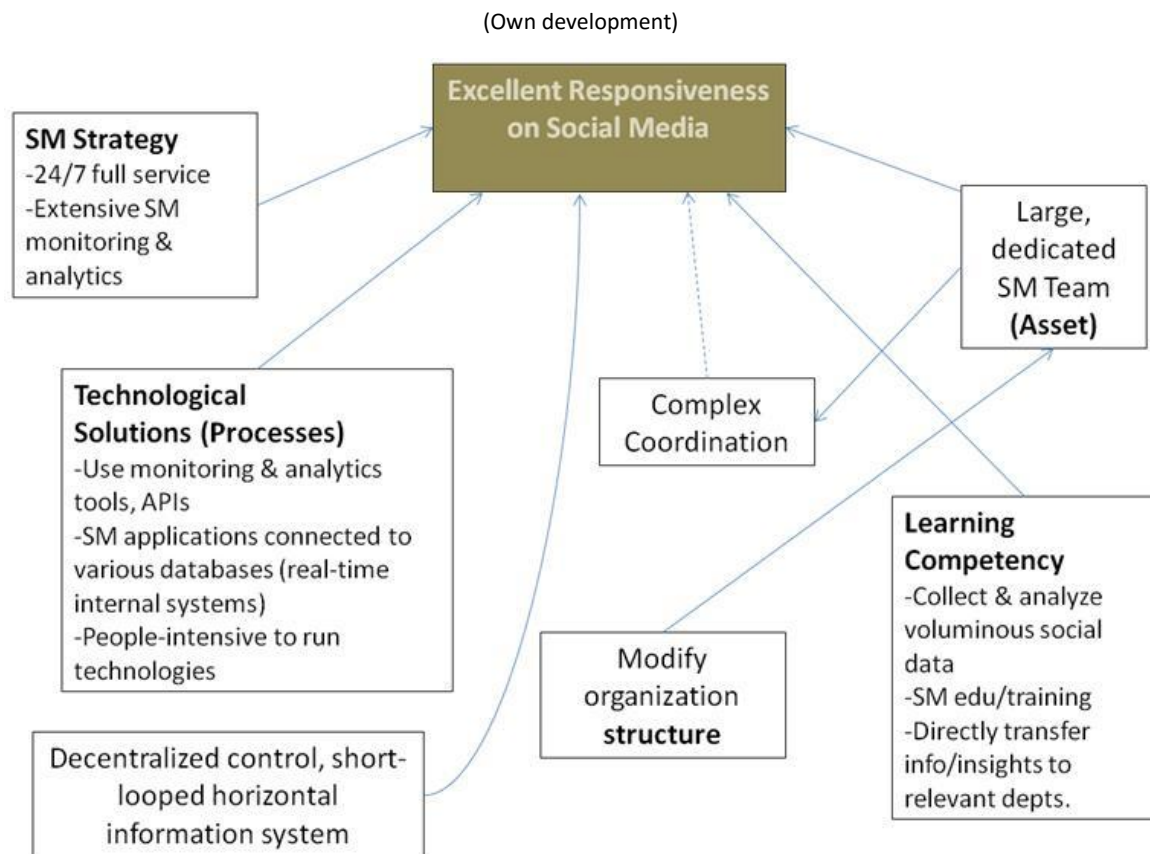 (Own development)
Excellent Responsiveness
on Social Media
SM Strategy
-24/7 full service
-Extensive SM
monitoring &
analytics
Large,
dedicated
SM Team
(Asset)
Technological
Solutions (Processes)
-Use monitoring & analytics
tools, APIs
-SM applications connected to
various databases (real-time
internal systems)
-People-intensive to run
technologies
Complex
Coordination
Learning
Competency
-Collect & analyze
voluminous social
data
-SM edu/training
-Directly transfer
info/insights to
relevant depts.
Modify
organization
structure
Decentralized control, short-
looped horizontal
information system